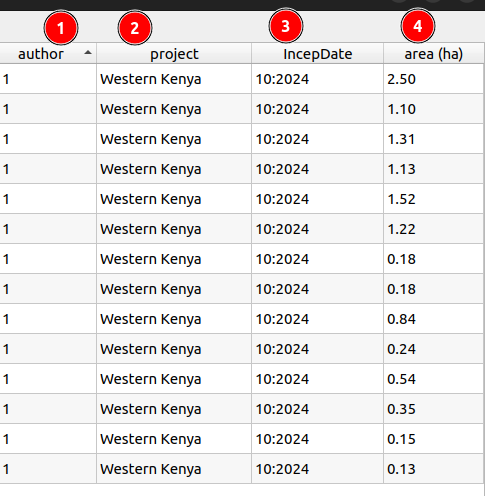 1 2 3 4
author project IncepDate area (ha)
1 Western Kenya 10:2024 2.50
1 Western Kenya 10:2024 1.10
1 Western Kenya 10:2024 1.31
1 Western Kenya 10:2024 1.13
1 Western Kenya 10:2024 1.52
1 Western Kenya 10:2024 1.22
1 Western Kenya 10:2024 0.18
1 Western Kenya 10:2024 0.18
1 Western Kenya 10:2024 0.84
1 Western Kenya 10:2024 0.24
1 Western Kenya 10:2024 0.54
1 Western Kenya 10:2024 0.35
1 Western Kenya 10:2024 0.15
1 Western Kenya 10:2024 0.13